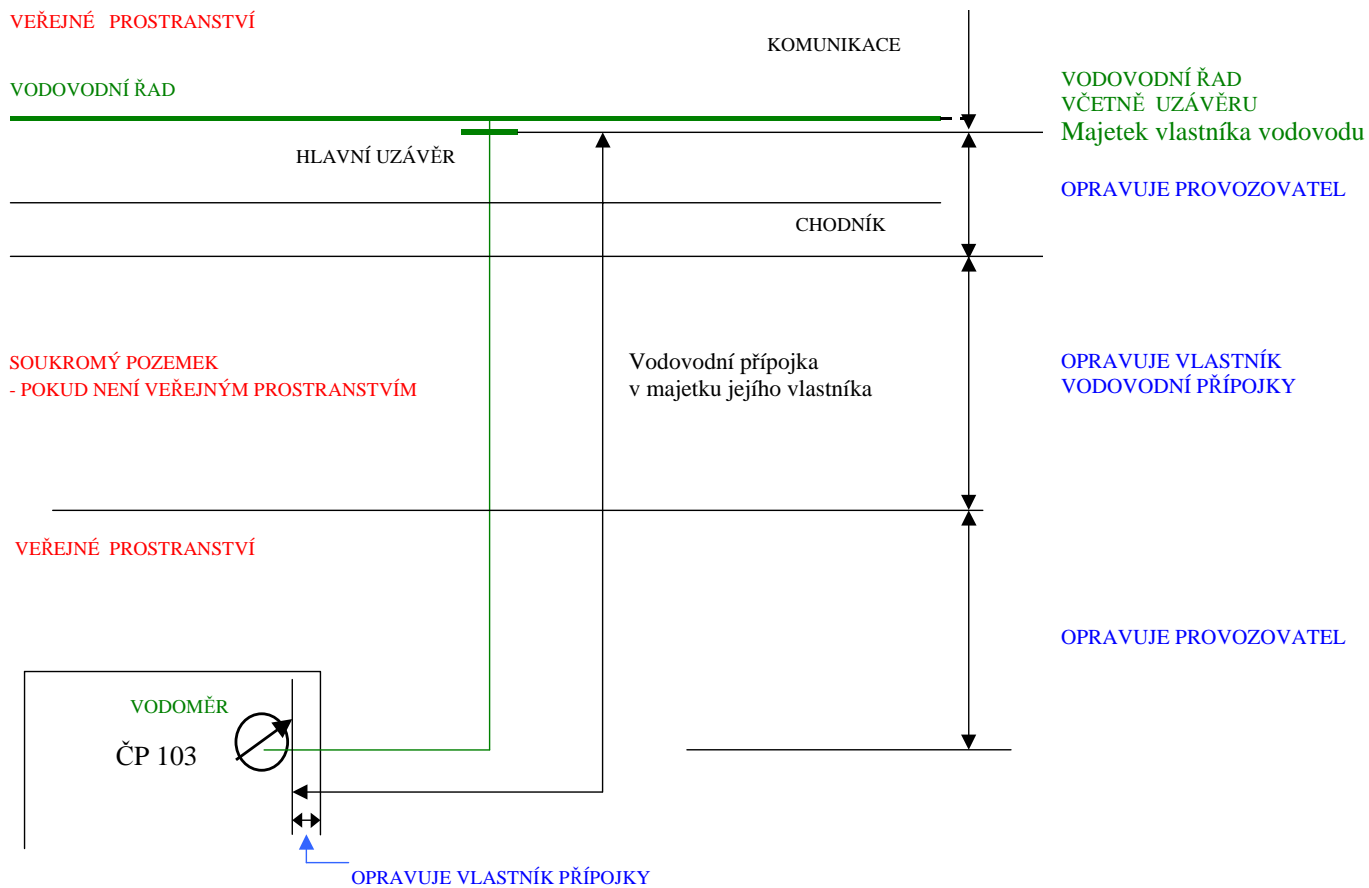 VEŘEJNÉ PROSTRANSTVÍ
KOMUNIKACE
VODOVODNÍ ŘAD
VODOVODNÍ ŘAD
VČETNĚ UZÁVĚRU
Majetek vlastníka vodovodu
HLAVNÍ UZÁVĚR
OPRAVUJE PROVOZOVATEL
CHODNÍK
SOUKROMÝ POZEMEK
- POKUD NENÍ VEŘEJNÝM PROSTRANSTVÍM
Vodovodní přípojka
v majetku jejího vlastníka
OPRAVUJE VLASTNÍK
VODOVODNÍ PŘÍPOJKY
VEŘEJNÉ PROSTRANSTVÍ
OPRAVUJE PROVOZOVATEL
VODOMĚR
ČP 103
OPRAVUJE VLASTNÍK PŘÍPOJKY